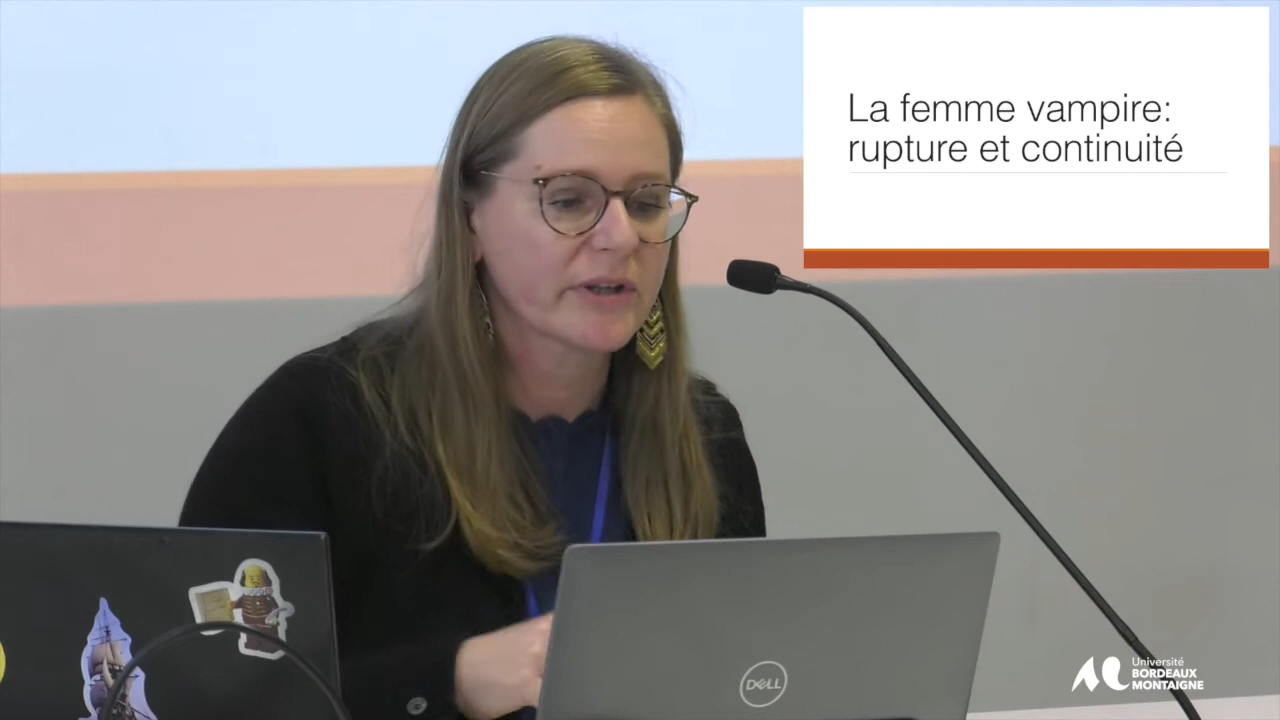 La femme vampire:
rupture et continuité
DELL
Université
BORDEAUX
MONTAIGNE